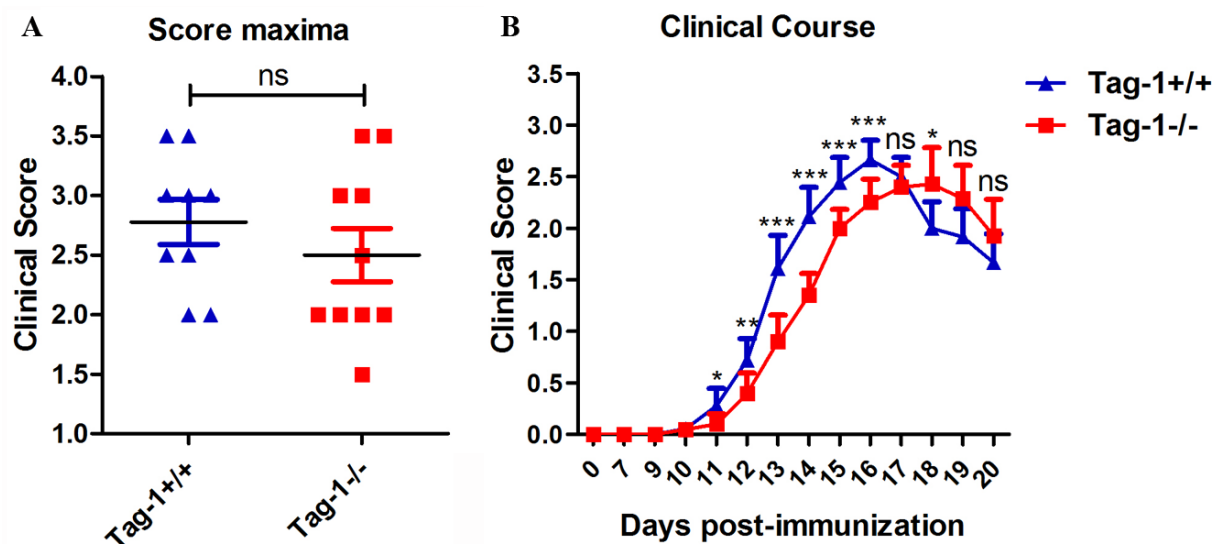 A
Score maxima
ns
Clinical Score
4.0
3.5
3.0
2.5
2.0
1.5
1.0
Tag-1+/+
Tag-1-/-
B
Clinical Course
Tag-1+/+
Tag-1-/-
Clinical Score
3.5
3.0
2.5
2.0
1.5
1.0
0.5
0.0
* ** *** *** *** *** ns * ns ns
0 7 9 10 11 12 13 14 15 16 17 18 19 20
Days post-immunization